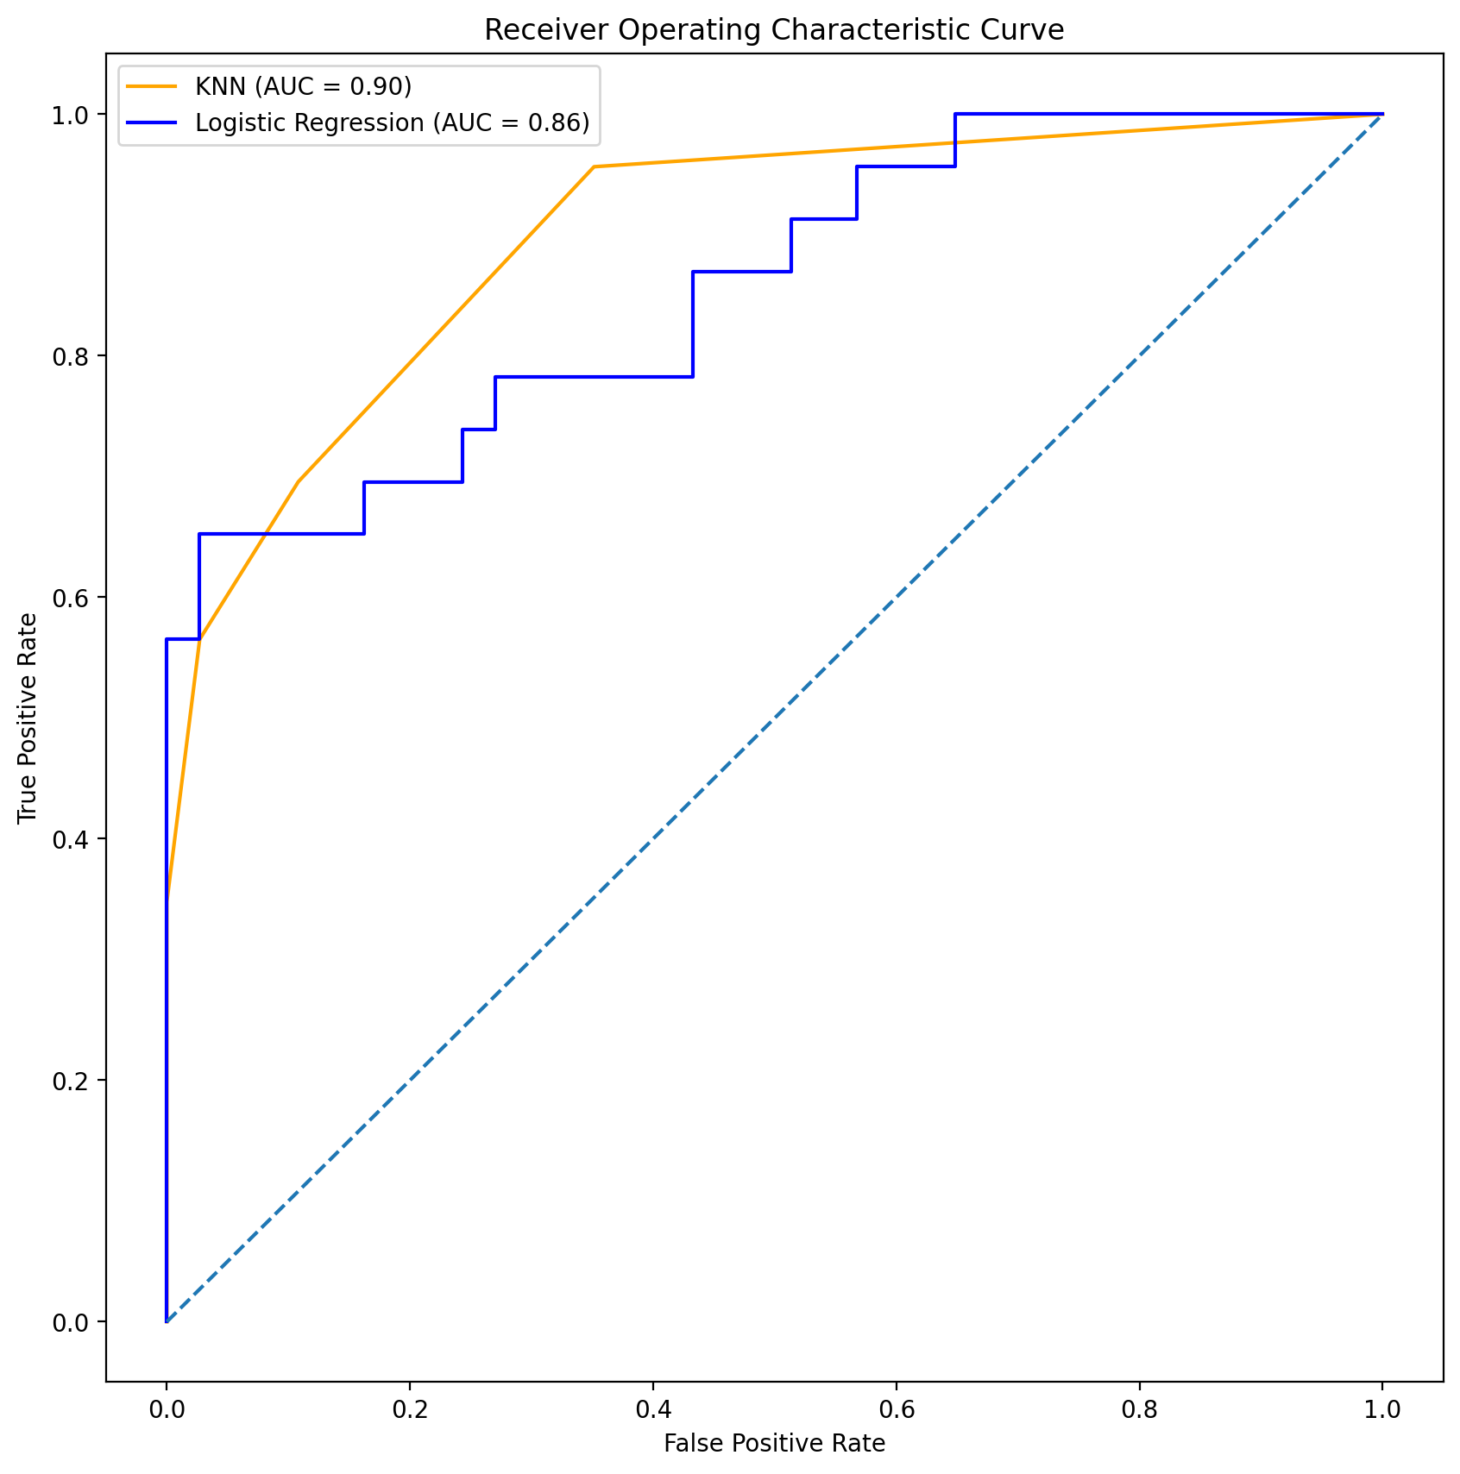 Receiver Operating Characteristic Curve
KNN (AUC = 0.90)
Logistic Regression (AUC = 0.86)
1.0
0.8
0.6
0.4
0.2
0.0
True Positive Rate
0.0 0.2 0.4 0.6 0.8 1.0
False Positive Rate